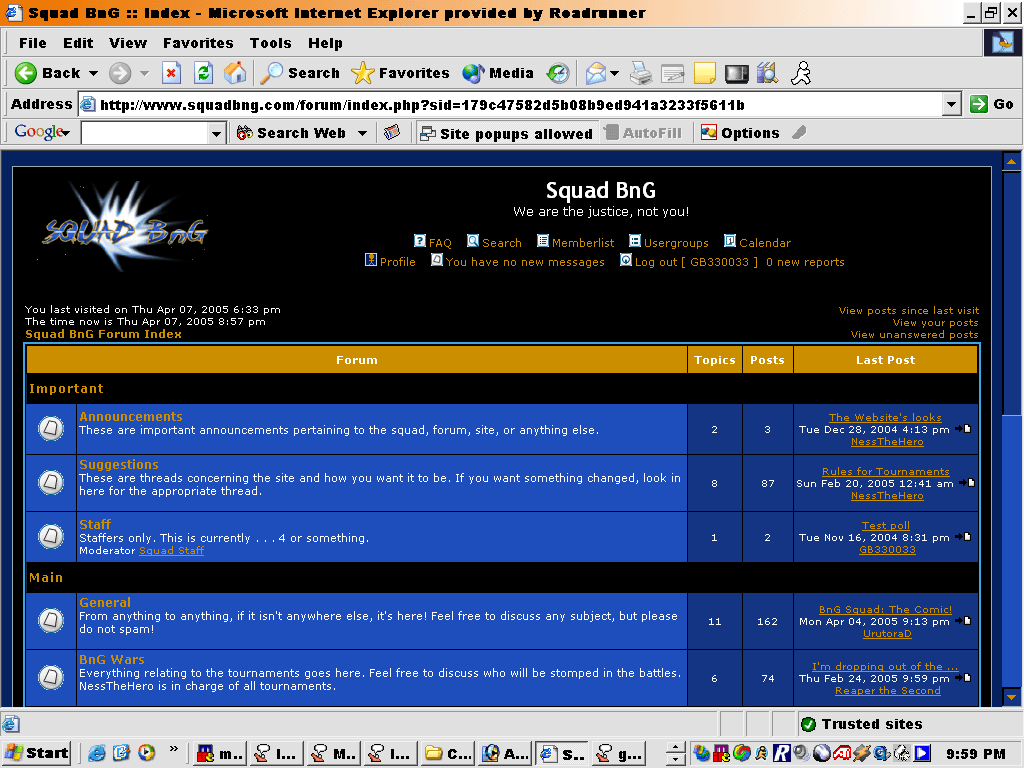 Squad BnG :: Index - Microsoft Internet Explorer provided by Roadrunner
File Edit View Favorites Tools Help
Back Search Favorites Media
Address http://www.squadbng.com/forum/index.php?sid=179c47582d5b08b9ed941a3233f5611b Go
Google Search Web Site popups allowed AutoFill Options
SQUAD BnG
Squad BnG
We are the justice, not you!
FAQ Search Memberlist Usergroups Calendar
Profile You have no new messages Log out [ GB330033 ] 0 new reports
You last visited on Thu Apr 07, 2005 6:33 pm
The time now is Thu Apr 07, 2005 8:57 pm
Squad BnG Forum Index
View posts since last visit
View your posts
View unanswered posts
Forum Topics Posts Last Post
Important
Announcements
These are important announcements pertaining to the squad, forum, site, or anything else.
2 3
The Website's looks
Tue Dec 28, 2004 4:13 pm
NessTheHero
Suggestions
These are threads concerning the site and how you want it to be. If you want something changed, look in
here for the appropriate thread.
8 87
Rules for Tournaments
Sun Feb 20, 2005 12:41 am
NessTheHero
Staff
Staffers only. This is currently . . . 4 or something.
Moderator Squad Staff
1 2
Test poll
Tue Nov 16, 2004 8:31 pm
GB330033
Main
General
From anything to anything, if it isn't anywhere else, it's here! Feel free to discuss any subject, but please
do not spam!
11 162
BnG Squad: The Comic!
Mon Apr 04, 2005 9:13 pm
UrutoraD
BnG Wars
Everything relating to the tournaments goes here. Feel free to discuss who will be stomped in the battles.
NessTheHero is in charge of all tournaments.
6 74
I'm dropping out of the ...
Thu Feb 24, 2005 9:59 pm
Reaper the Second
Trusted sites
Start » m... I... M... I... C... A... S... g... 9:59 PM